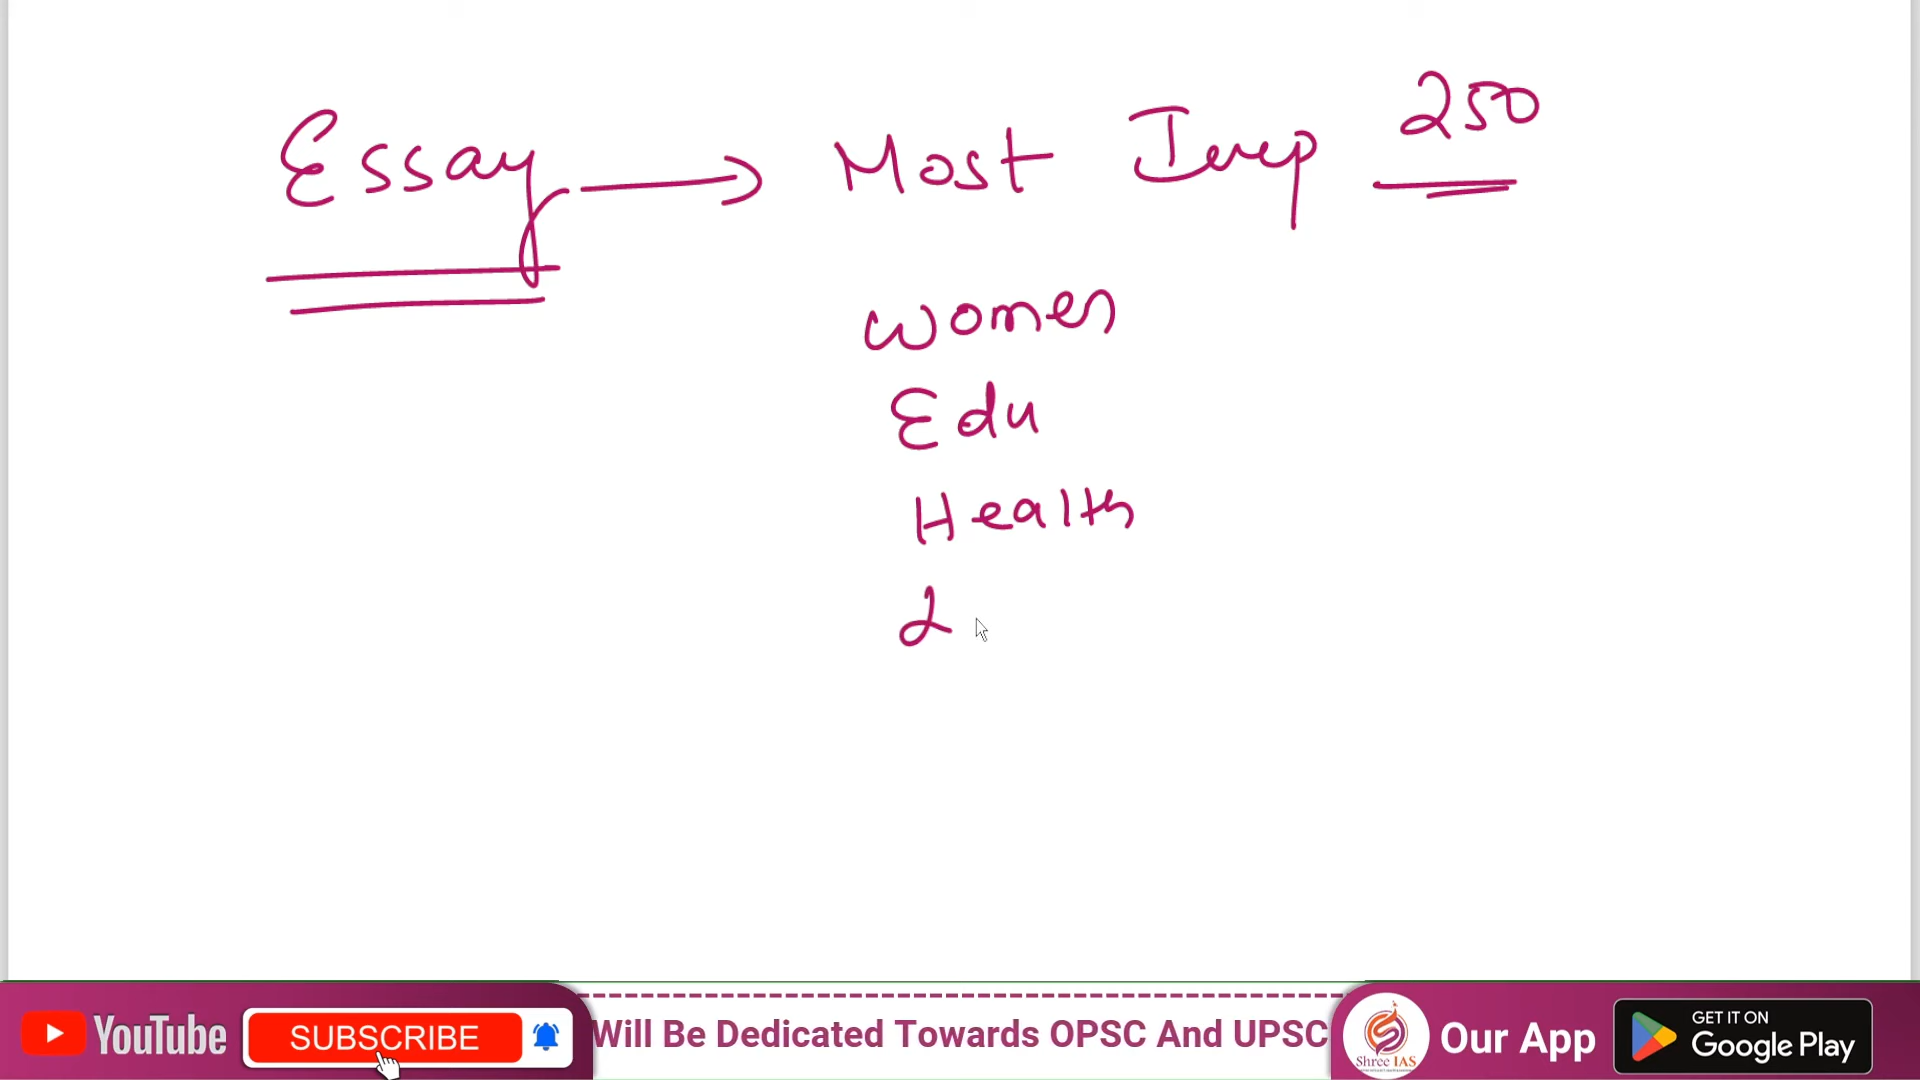 Essay → Most Imp 250
Women
Edu
Health
2
YouTube SUBSCRIBE Will Be Dedicated Towards OPSC And UPSC Shree IAS Our App GET IT ON Google Play